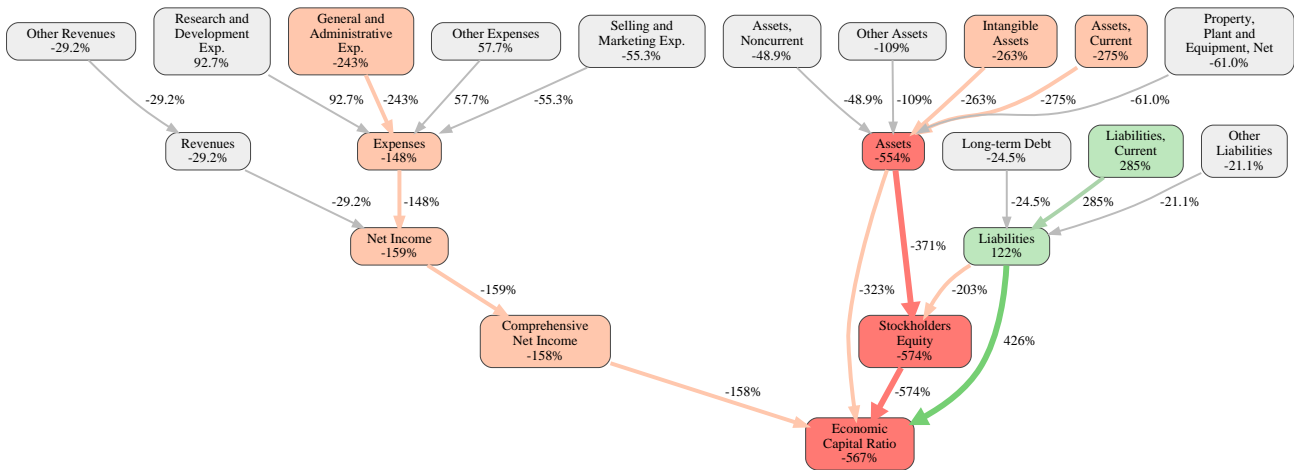 Other Revenues
-29.2%
Research and
Development
Exp.
92.7%
General and
Administrative
Exp.
-243%
Other Expenses
57.7%
Selling and
Marketing Exp.
-55.3%
Assets,
Noncurrent
-48.9%
Other Assets
-109%
Intangible
Assets
-263%
Assets,
Current
-275%
Property,
Plant and
Equipment, Net
-61.0%
-29.2%
92.7%
-243%
57.7%
-55.3%
-48.9%
-109%
-263%
-275%
-61.0%
Revenues
-29.2%
Expenses
-148%
Assets
-554%
Long-term Debt
-24.5%
Liabilities,
Current
285%
Other
Liabilities
-21.1%
-29.2%
-148%
-24.5%
285%
-21.1%
Net Income
-159%
-371%
Liabilities
122%
-159%
-323%
-203%
Comprehensive
Net Income
-158%
Stockholders
Equity
-574%
426%
-158%
-574%
Economic
Capital Ratio
-567%